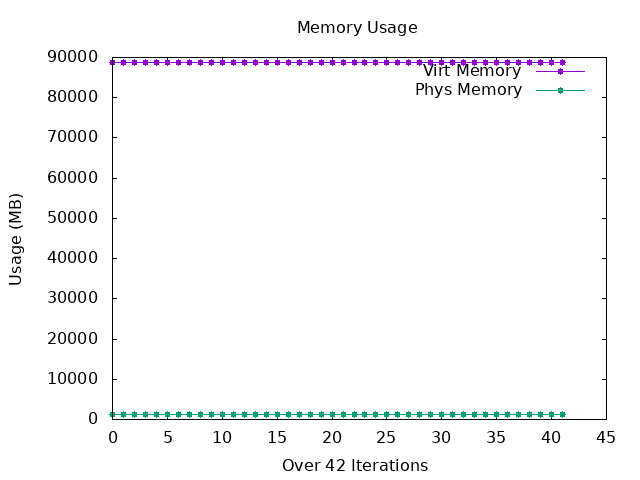 Memory Usage
90000
80000
70000
60000
50000
40000
30000
20000
10000
0
Usage (MB)
Virt Memory
Phys Memory
0 5 10 15 20 25 30 35 40 45
Over 42 Iterations